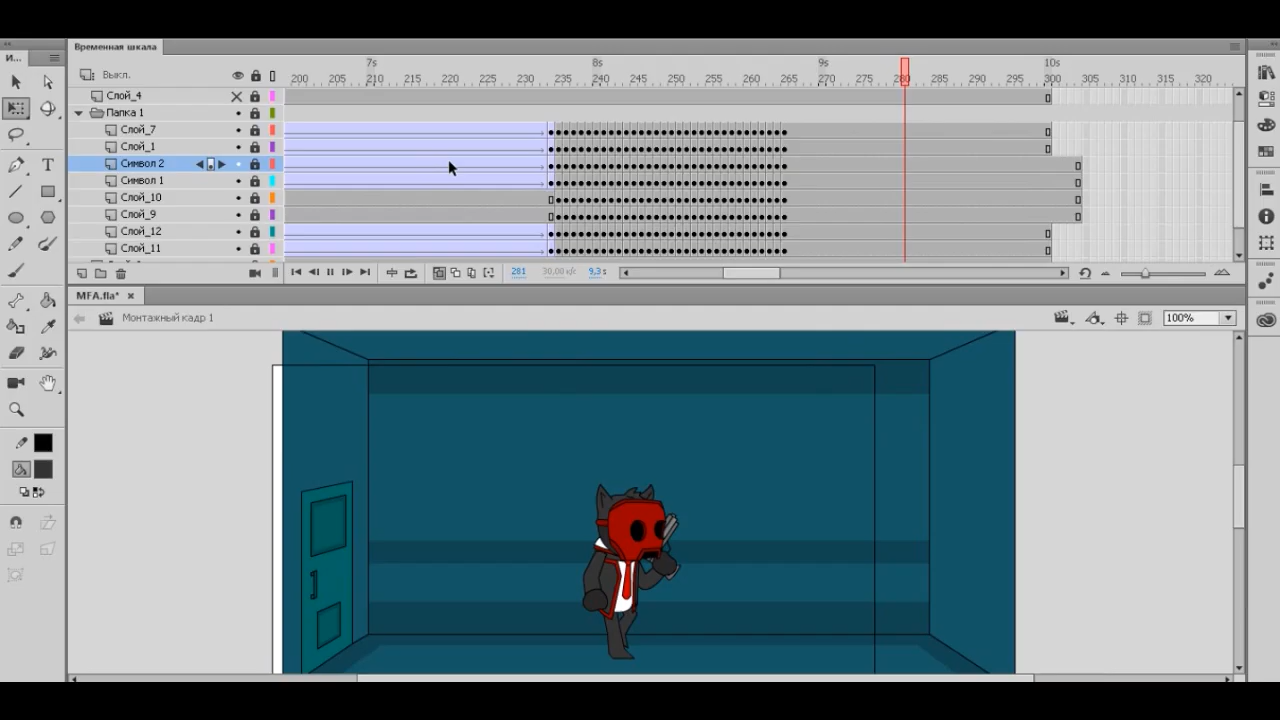 Временная шкала
И...
7s 8s 9s 10s
Выкл.
200 205 210 215 220 225 230 235 240 245 250 255 260 265 270 275 280 285 290 295 300 305 310 315 320
Слой_4
Папка 1
Слой_7
Слой_1
Символ 2
Символ 1
Слой_10
Слой_9
Слой_12
Слой_11
281 30,00 к/с 9,3 s
MFA.fla*
Монтажный кадр 1
100%